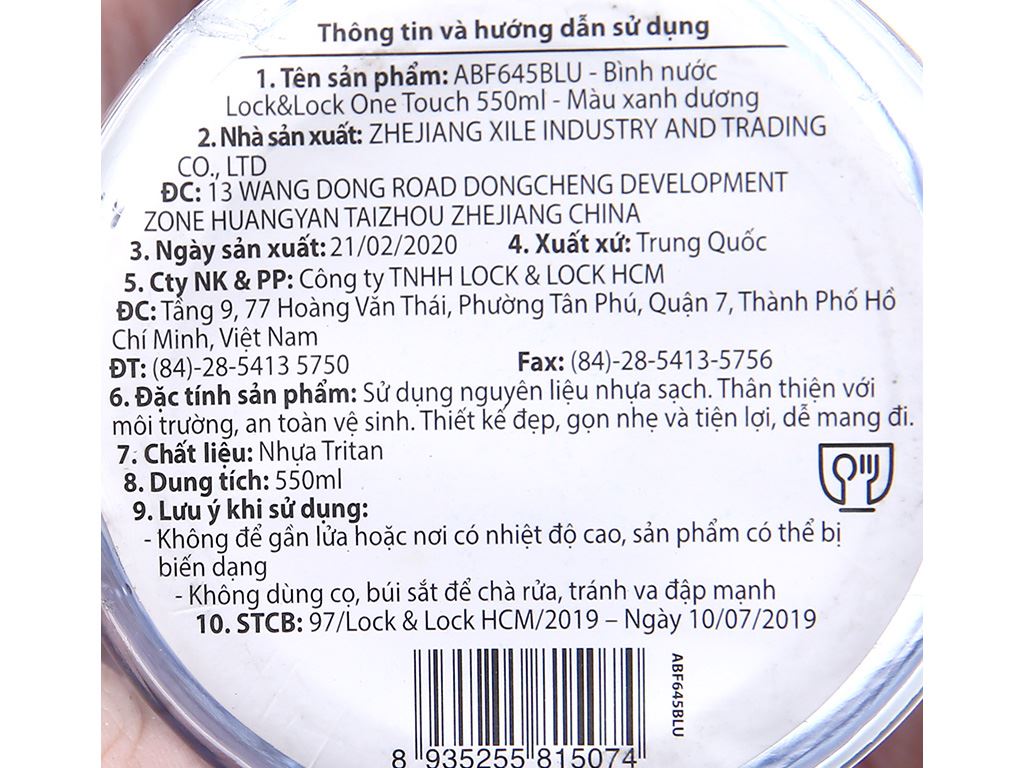 Thông tin và hướng dẫn sử dụng
1. Tên sản phẩm: ABF645BLU - Bình nước
Lock&Lock One Touch 550ml - Màu xanh dương
2. Nhà sản xuất: ZHEJIANG XILE INDUSTRY AND TRADING
CO., LTD
ĐC: 13 WANG DONG ROAD DONGCHENG DEVELOPMENT
ZONE HUANGYAN TAIZHOU ZHEJIANG CHINA
3. Ngày sản xuất: 21/02/2020 4. Xuất xứ: Trung Quốc
5. Cty NK & PP: Công ty TNHH LOCK & LOCK HCM
ĐC: Tầng 9, 77 Hoàng Văn Thái, Phường Tân Phú, Quận 7, Thành Phố Hồ
Chí Minh, Việt Nam
ĐT: (84)-28-5413 5750 Fax: (84)-28-5413-5756
6. Đặc tính sản phẩm: Sử dụng nguyên liệu nhựa sạch. Thân thiện với
môi trường, an toàn vệ sinh. Thiết kế đẹp, gọn nhẹ và tiện lợi, dễ mang đi.
7. Chất liệu: Nhựa Tritan
8. Dung tích: 550ml
9. Lưu ý khi sử dụng:
- Không để gần lửa hoặc nơi có nhiệt độ cao, sản phẩm có thể bị
biến dạng
- Không dùng cọ, búi sắt để chà rửa, tránh va đập mạnh
10. STCB: 97/Lock & Lock HCM/2019 – Ngày 10/07/2019
ABF645BLU
8 935255 815074